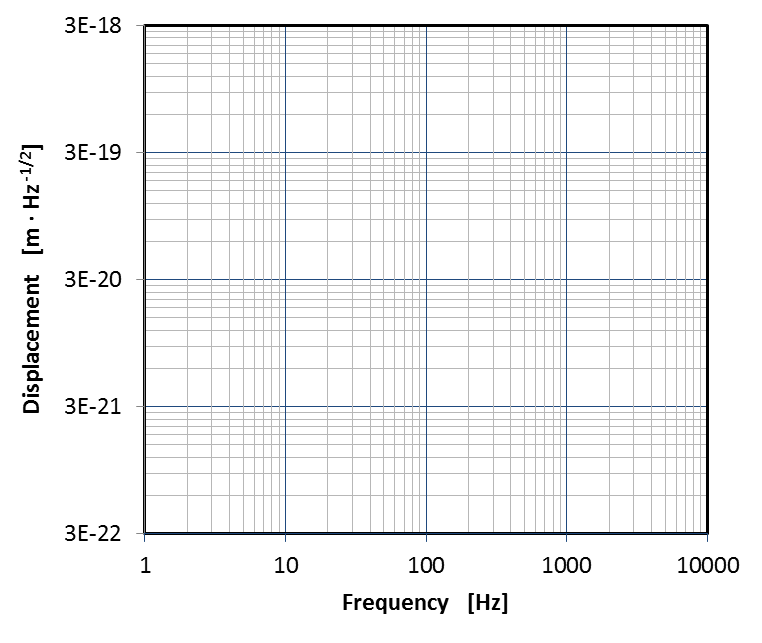 3E-18
3E-19
3E-20
3E-21
3E-22
Displacement [m · Hz-1/2]
1 10 100 1000 10000
Frequency [Hz]